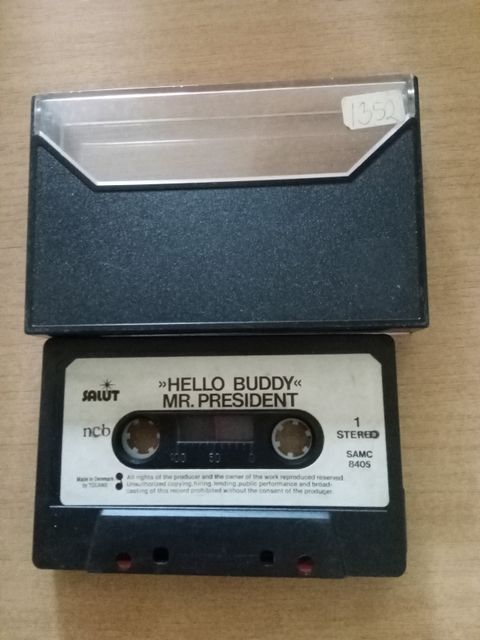 1352
SALUT
»HELLO BUDDY«
MR. PRESIDENT
ncb
1
STEREO
100 50 0
SAMC
8405
Made in Denmark
by TOCANO
All rights of the producer and the owner of the work reproduced reserved.
Unauthorized copying, hiring, lending, public performance and broad-
casting of this record prohibited without the consent of the producer.